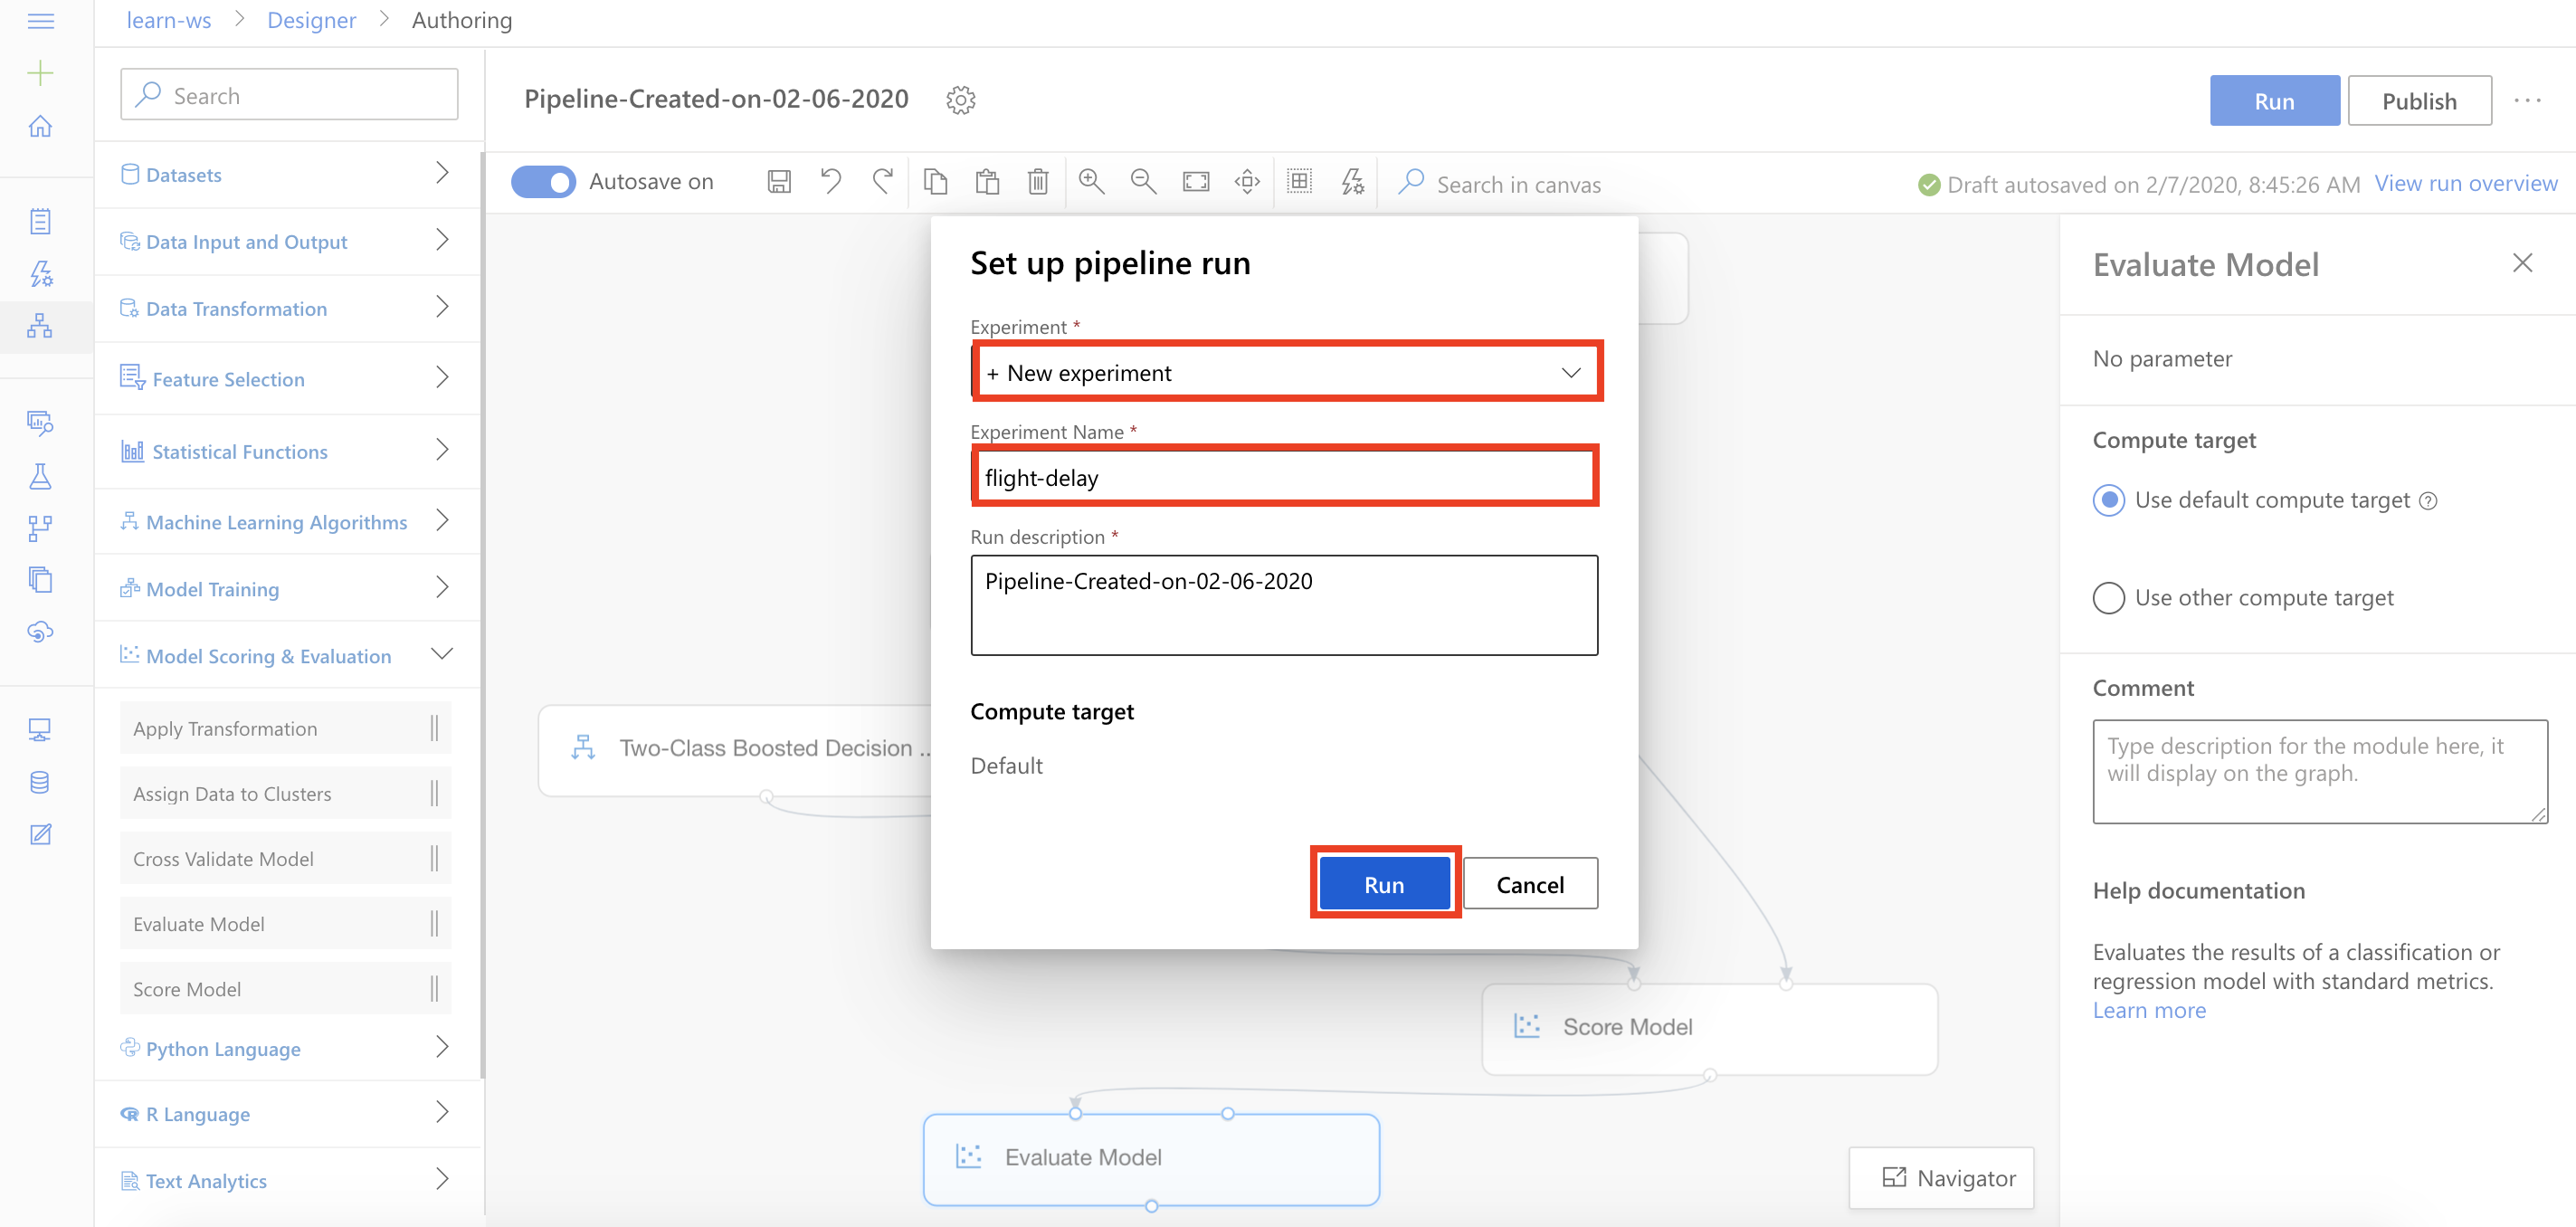 learn-ws > Designer > Authoring
Search
Datasets
Data Input and Output
Data Transformation
Feature Selection
Statistical Functions
Machine Learning Algorithms
Model Training
Model Scoring & Evaluation
Apply Transformation
Assign Data to Clusters
Cross Validate Model
Evaluate Model
Score Model
Python Language
R Language
Text Analytics
Pipeline-Created-on-02-06-2020
Run
Publish
...
Autosave on
Search in canvas
Draft autosaved on 2/7/2020, 8:45:26 AM
View run overview
Two-Class Boosted Decision ...
Score Model
Evaluate Model
Navigator
Set up pipeline run
Experiment *
+ New experiment
Experiment Name *
flight-delay
Run description *
Pipeline-Created-on-02-06-2020
Compute target
Default
Run
Cancel
Evaluate Model
No parameter
Compute target
Use default compute target
Use other compute target
Comment
Type description for the module here, it
will display on the graph.
Help documentation
Evaluates the results of a classification or
regression model with standard metrics.
Learn more